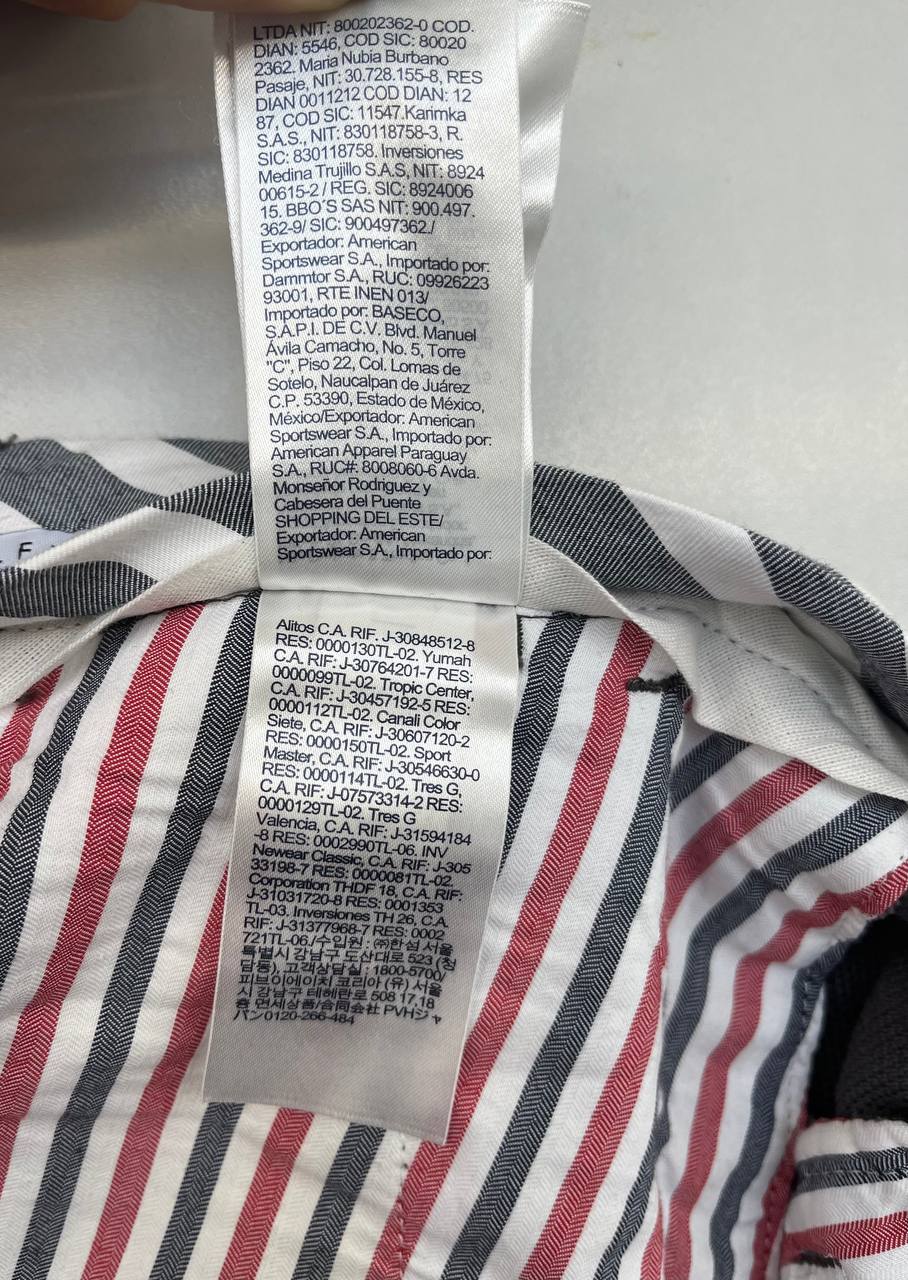 LTDA NIT: 800202362-0 COD.
DIAN: 5546, COD SIC: 80020
2362. Maria Nubia Burbano
Pasaje, NIT: 30.728.155-8, RES
DIAN 0011212 COD DIAN: 12
87, COD SIC: 11547.Karimka
S.A.S., NIT: 830118758-3, R.
SIC: 830118758. Inversiones
Medina Trujillo S.A.S, NIT: 8924
00615-2 / REG. SIC: 8924006
15. BBO´S SAS NIT: 900.497.
362-9/ SIC: 900497362./
Exportador: American
Sportswear S.A., Importado por:
Dammtor S.A., RUC: 09926223
93001, RTE INEN 013/
Importado por: BASECO,
S.A.P.I. DE C.V. Blvd. Manuel
Ávila Camacho, No. 5, Torre
"C", Piso 22, Col. Lomas de
Sotelo, Naucalpan de Juárez
C.P. 53390, Estado de México,
México/Exportador: American
Sportswear S.A., Importado por:
American Apparel Paraguay
S.A., RUC#: 8008060-6 Avda.
Monseñor Rodriguez y
Cabesera del Puente
SHOPPING DEL ESTE/
Exportador: American
Sportswear S.A., Importado por:
Alitos C.A. RIF. J-30848512-8
RES: 0000130TL-02. Yumah
C.A. RIF: J-30764201-7 RES:
0000099TL-02. Tropic Center,
C.A. RIF: J-30457192-5 RES:
0000112TL-02. Canali Color
Siete, C.A. RIF: J-30607120-2
RES: 0000150TL-02. Sport
Master, C.A. RIF: J-30546630-0
RES: 0000114TL-02. Tres G,
C.A. RIF: J-07573314-2 RES:
0000129TL-02. Tres G
Valencia, C.A. RIF: J-31594184
-8 RES: 0002990TL-06. INV
Newear Classic, C.A. RIF: J-305
33198-7 RES: 0000081TL-02.
Corporation THDF 18, C.A. RIF:
J-31031720-8 RES: 0001353
TL-03. Inversiones TH 26, C.A.
RIF: J-31377968-7 RES: 0002
721TL-06/수입원 : ㈜한섬 서울
특별시 강남구 도산대로 523 (청
담동), 고객상담실 : 1800-5700/
피브이에이치 코리아 (유) 서울
시 강남구 테헤란로 508 17,18
층 연세상품/合同会社 PVHジャ
パン0120-266-484